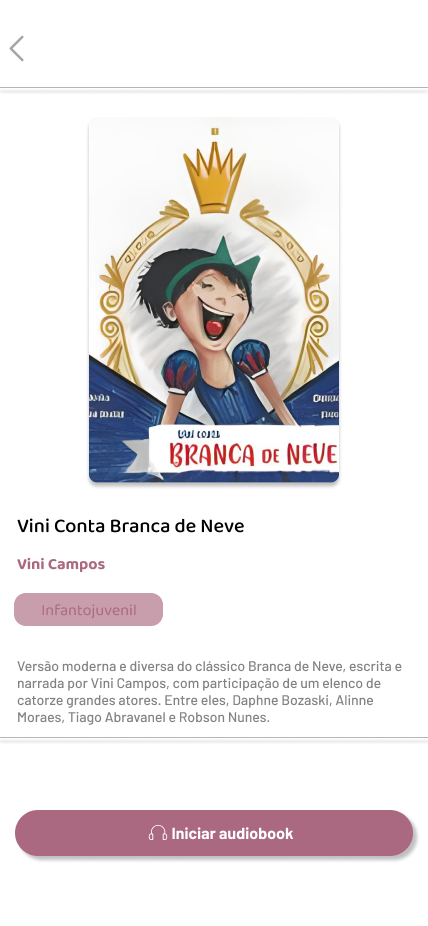 BRANCA DE NEVE
Vini Conta Branca de Neve
Vini Campos
Infantojuvenil
Versão moderna e diversa do clássico Branca de Neve, escrita e
narrada por Vini Campos, com participação de um elenco de
catorze grandes atores. Entre eles, Daphne Bozaski, Alinne
Moraes, Tiago Abravanel e Robson Nunes.
Iniciar audiobook